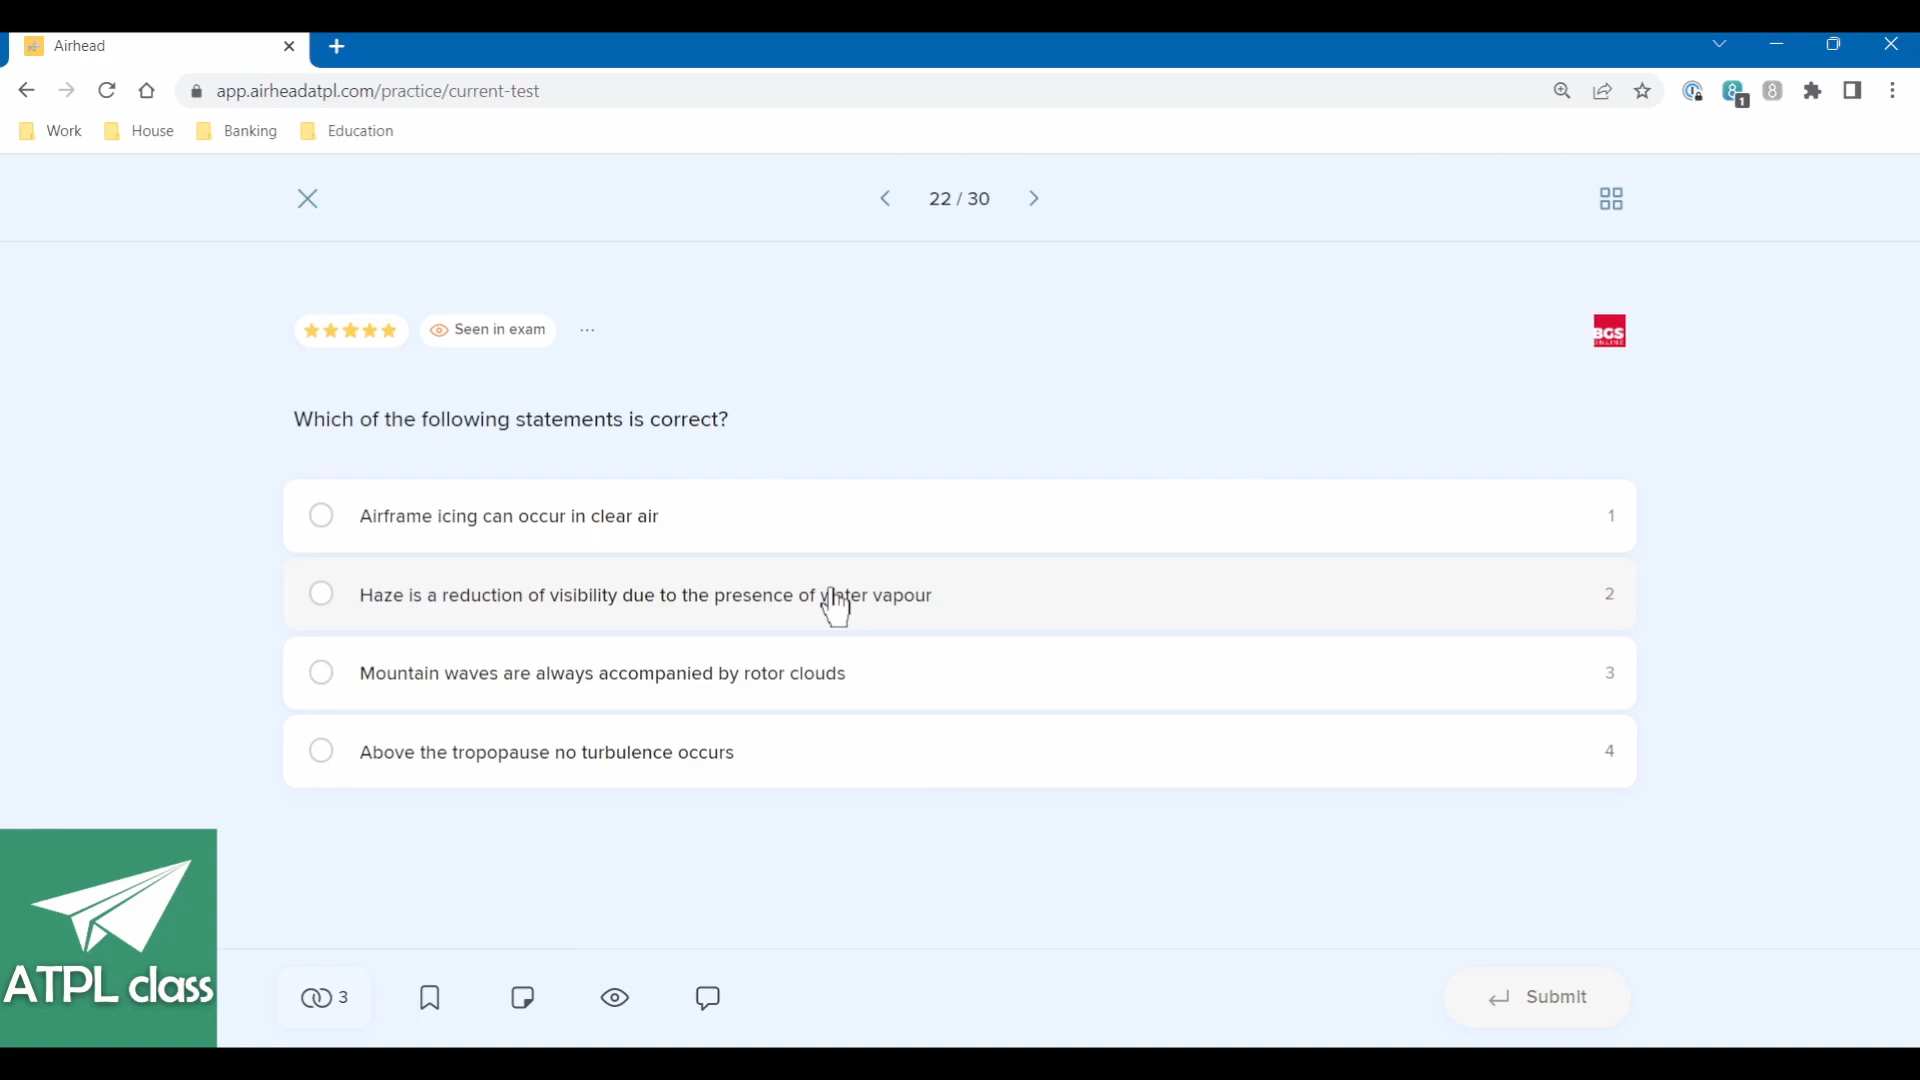 Airhead
app.airheadatpl.com/practice/current-test
1
Work House Banking Education
22 / 30
Seen in exam
BGS
Which of the following statements is correct?
Airframe icing can occur in clear air 1
Haze is a reduction of visibility due to the presence of water vapour 2
Mountain waves are always accompanied by rotor clouds 3
Above the tropopause no turbulence occurs 4
ATPL class
3
Submit